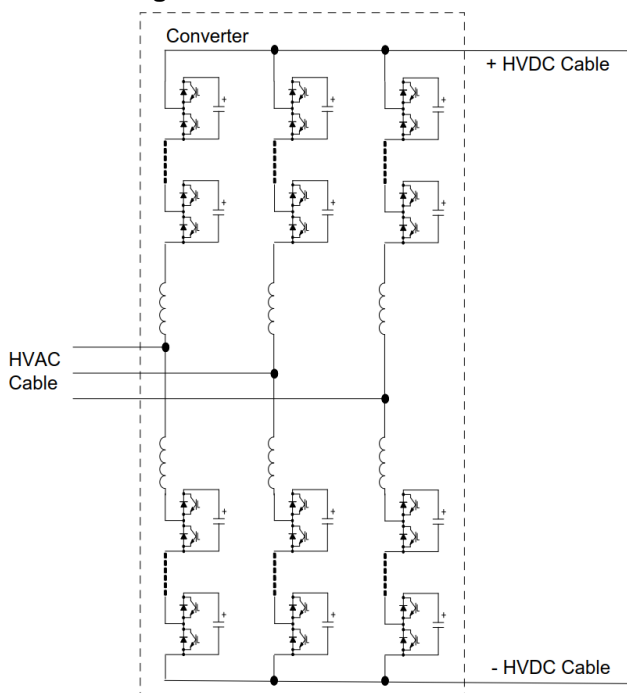 Converter
+ HVDC Cable
+
+
+
+
+
+
HVAC
Cable
+
+
+
+
+
+
- HVDC Cable